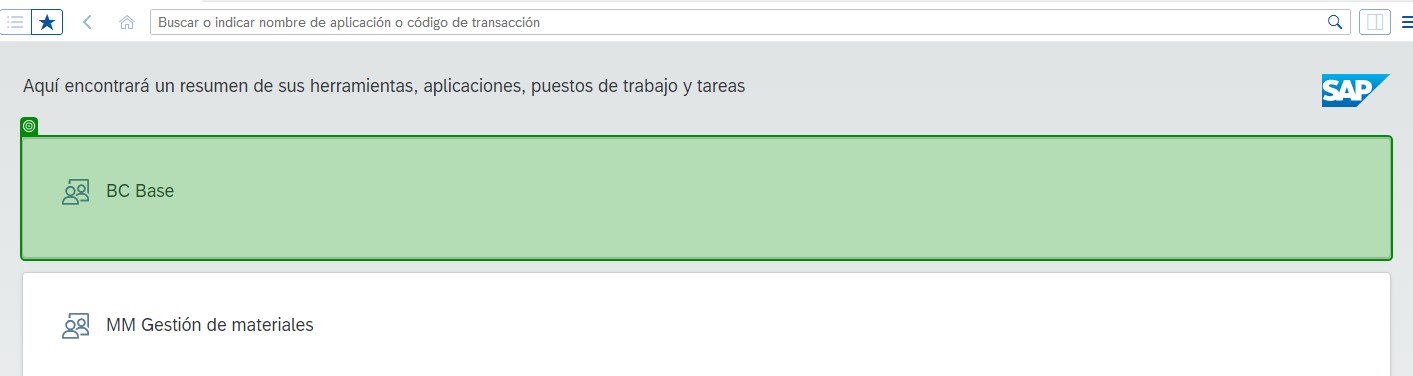 Buscar o indicar nombre de aplicación o código de transacción
Aquí encontrará un resumen de sus herramientas, aplicaciones, puestos de trabajo y tareas
SAP
BC Base
MM Gestión de materiales